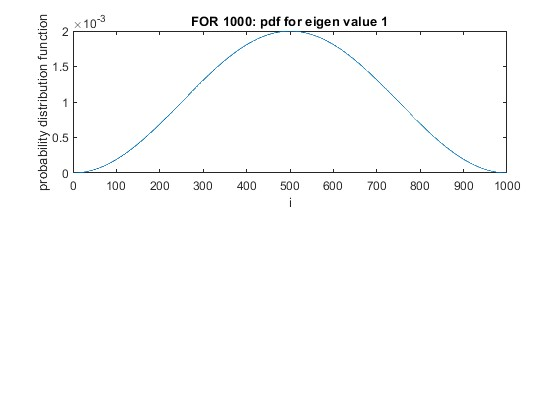 ×10-3
FOR 1000: pdf for eigen value 1
probability distribution function
2
1.5
1
0.5
0
0 100 200 300 400 500 600 700 800 900 1000
i